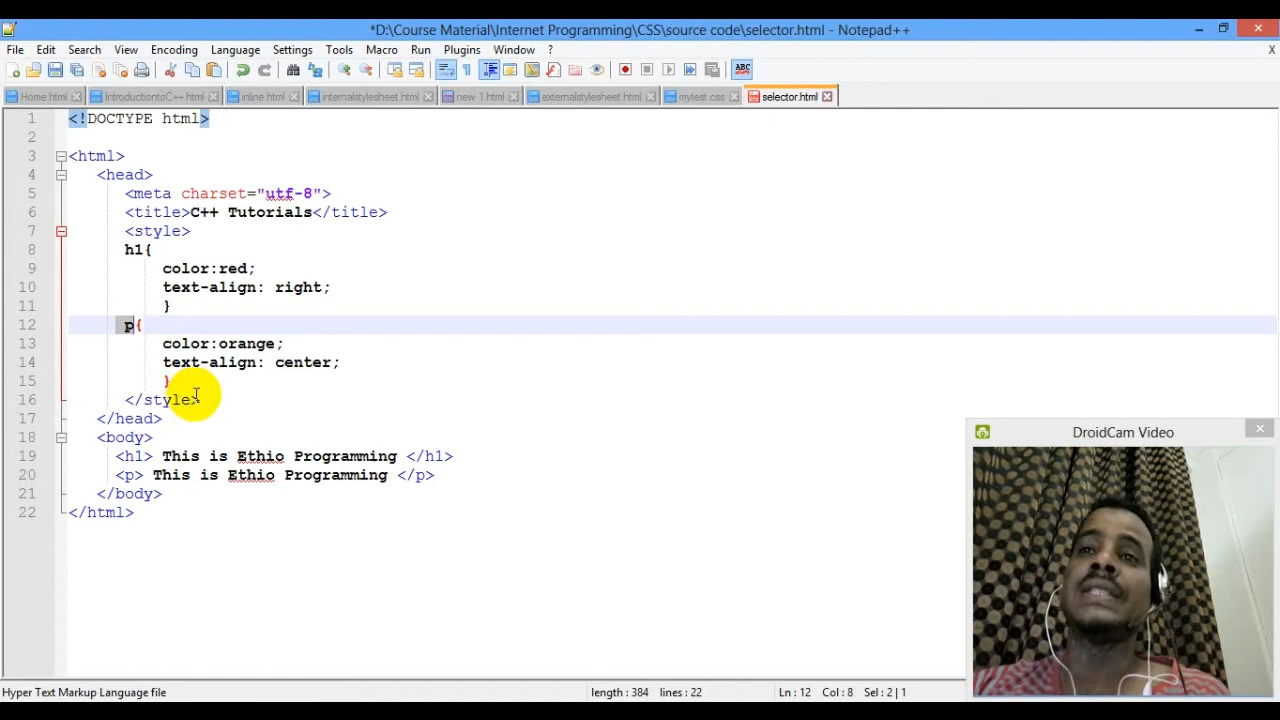 *D:\Course Material\Internet Programming\CSS\source code\selector.html - Notepad++
File Edit Search View Encoding Language Settings Tools Macro Run Plugins Window ? X
Home.html IntroductiontoC++.html inline.html internalstylesheet.html new 1.html externalstylesheet.html mytest.css selector.html
1 <!DOCTYPE html>
2
3 <html>
4 <head>
5 <meta charset="utf-8">
6 <title>C++ Tutorials</title>
7 <style>
8 h1{
9 color:red;
10 text-align: right;
11 }
12 p{
13 color:orange;
14 text-align: center;
15 }
16 </style>
17 </head>
18 <body>
19 <h1> This is Ethio Programming </h1>
20 <p> This is Ethio Programming </p>
21 </body>
22 </html>
DroidCam Video
Hyper Text Markup Language file length : 384 lines : 22 Ln : 12 Col : 8 Sel : 2 | 1